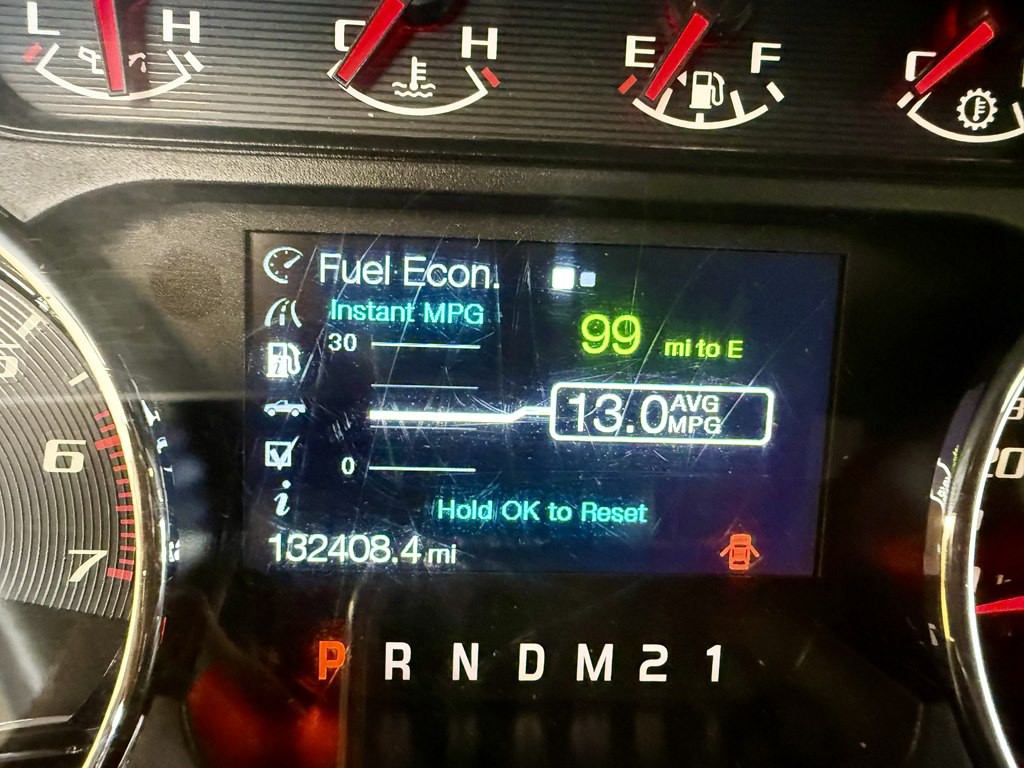 L H
C H
E F
C
Fuel Econ.
Instant MPG
30
99 mi to E
13.0 AVG MPG
0
Hold OK to Reset
132408.4 mi
6
7
20
P R N D M 2 1